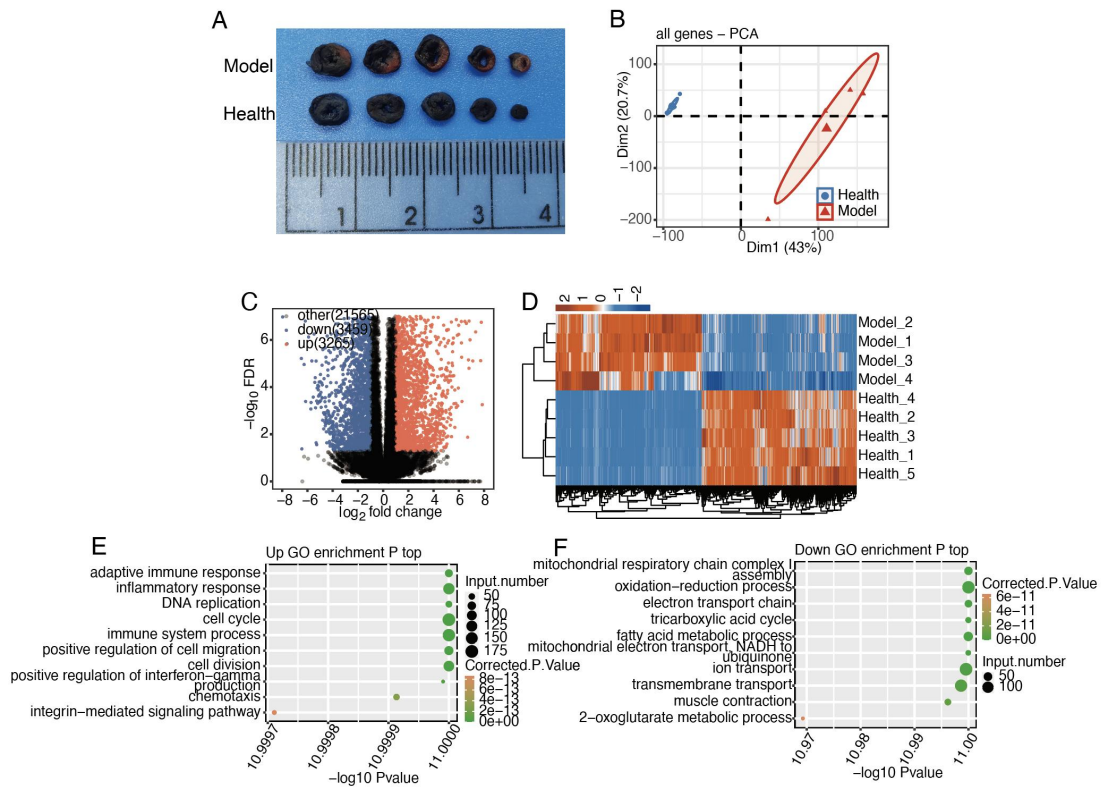 A
Model
Health
1 2 3 4
B
all genes − PCA
Dim2 (20.7%)
100
0
−100
−200
−100 0 100
Dim1 (43%)
Health
Model
C
other(21565)
down(3459)
up(3265)
−log10 FDR
6
4
2
0
−8 −6 −4 −2 0 2 4 6 8
log2 fold change
D
2 1 0 −1 −2
Model_2
Model_1
Model_3
Model_4
Health_4
Health_2
Health_3
Health_1
Health_5
E
Up GO enrichment P top
adaptive immune response
inflammatory response
DNA replication
cell cycle
immune system process
positive regulation of cell migration
cell division
positive regulation of interferon−gamma
production
chemotaxis
integrin−mediated signaling pathway
10.9997 10.9998 10.9999 11.0000
−log10 Pvalue
Input.number
50
75
100
125
150
175
Corrected.P.Value
8e−13
6e−13
4e−13
2e−13
0e+00
F
Down GO enrichment P top
mitochondrial respiratory chain complex I
assembly
oxidation−reduction process
electron transport chain
tricarboxylic acid cycle
fatty acid metabolic process
mitochondrial electron transport, NADH to
ubiquinone
ion transport
transmembrane transport
muscle contraction
2−oxoglutarate metabolic process
10.97 10.98 10.99 11.00
−log10 Pvalue
Corrected.P.Value
6e−11
4e−11
2e−11
0e+00
Input.number
50
100